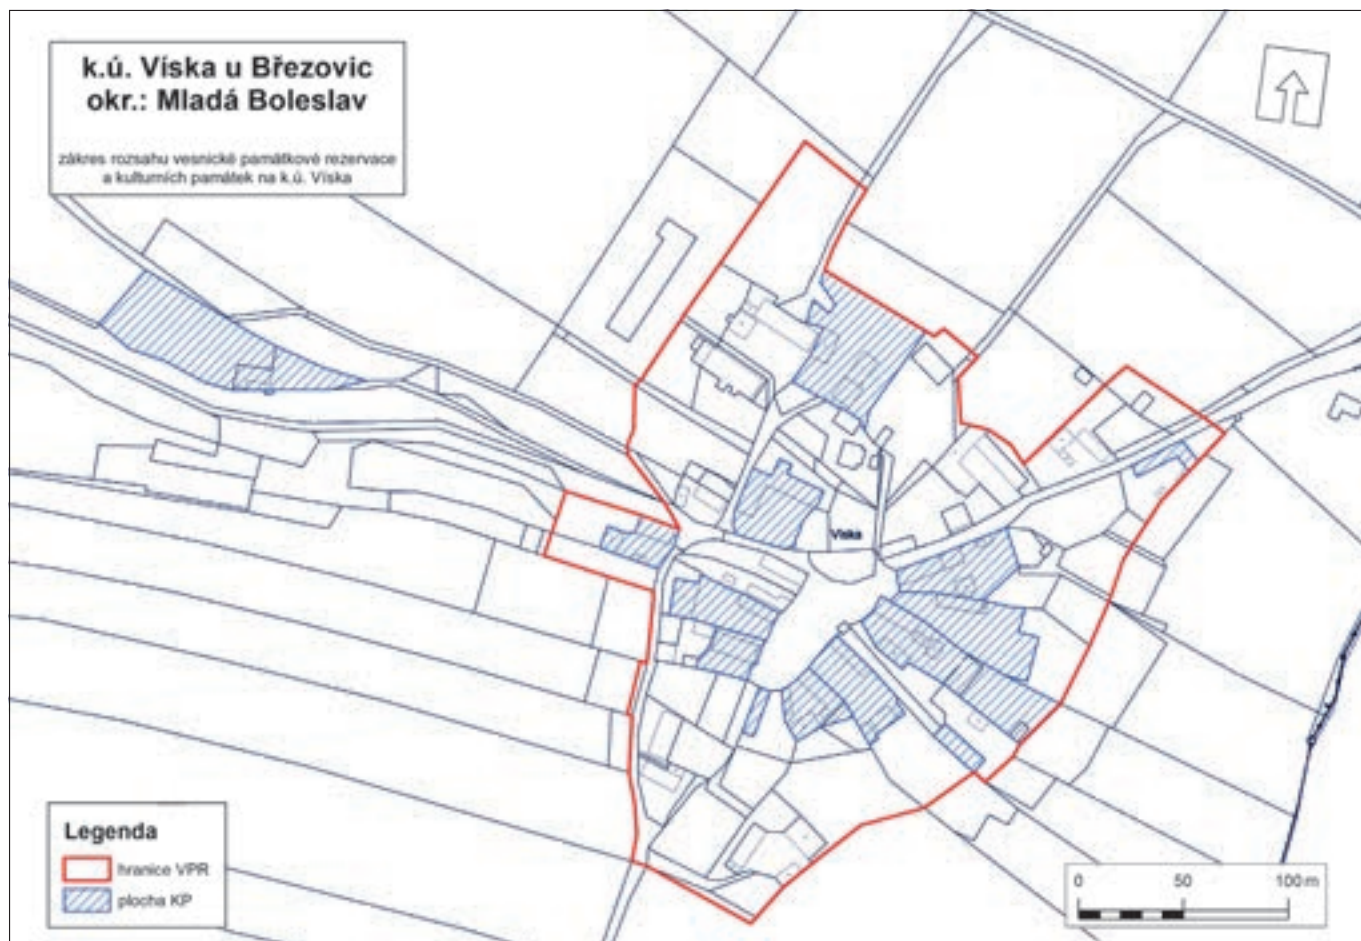 k.ú. Víska u Březovic
okr.: Mladá Boleslav
zákres rozsahu vesnické památkové rezervace
a kulturních památek na k.ú. Víska
Víska
Legenda
hranice VPR
plocha KP
0 50 100 m